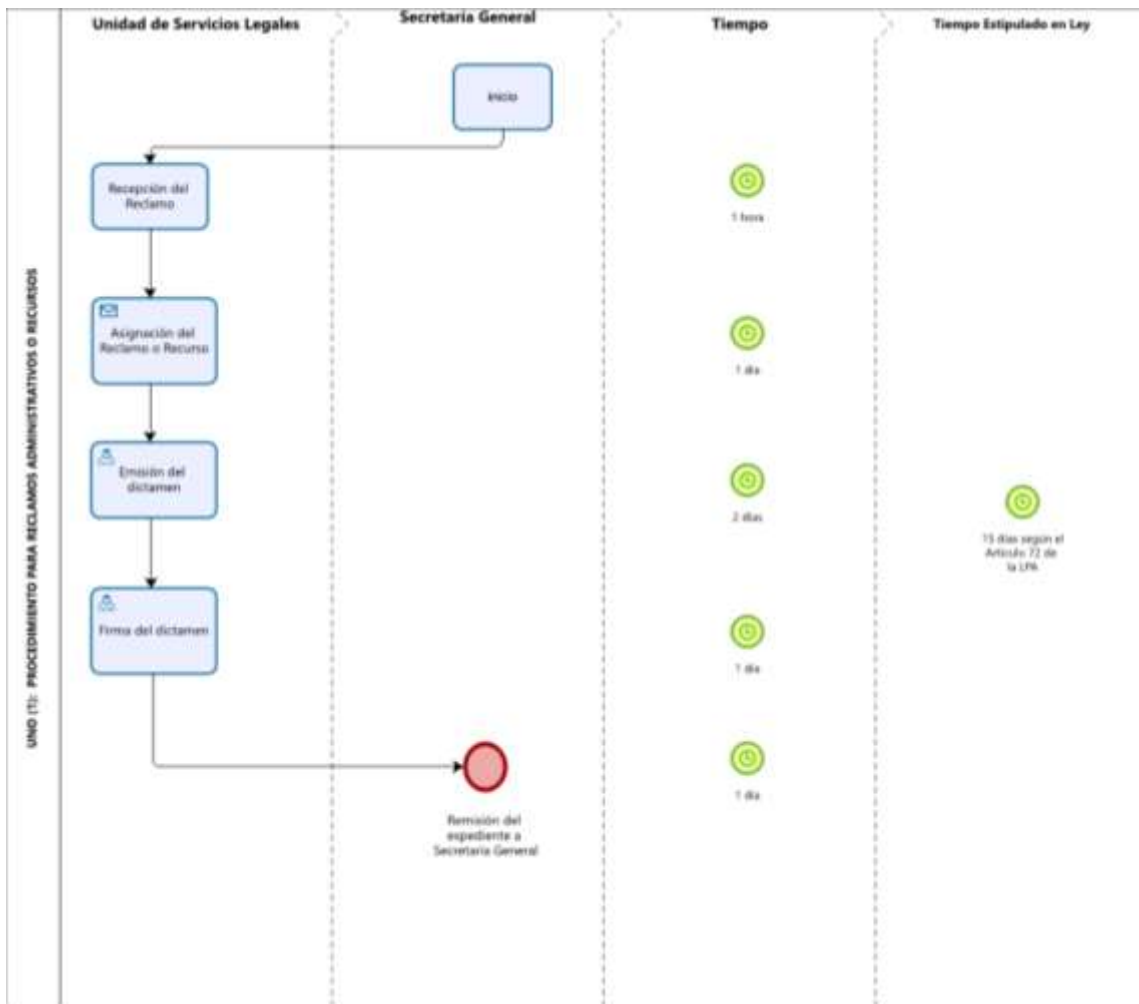 Unidad de Servicios Legales
Secretaria General
Tiempo
Tiempo Estipulado en Ley
UNO (1): PROCEDIMIENTO PARA RECLAMOS ADMINISTRATIVOS O RECURSOS
Inicio
Recepción del
Reclamo
1 hora
Asignación del
Reclamo o Recurso
1 día
Emisión del
dictamen
2 días
15 días según el
Artículo 72 de
la LPA
Firma del dictamen
1 día
1 día
Remisión del
expediente a
Secretaria General